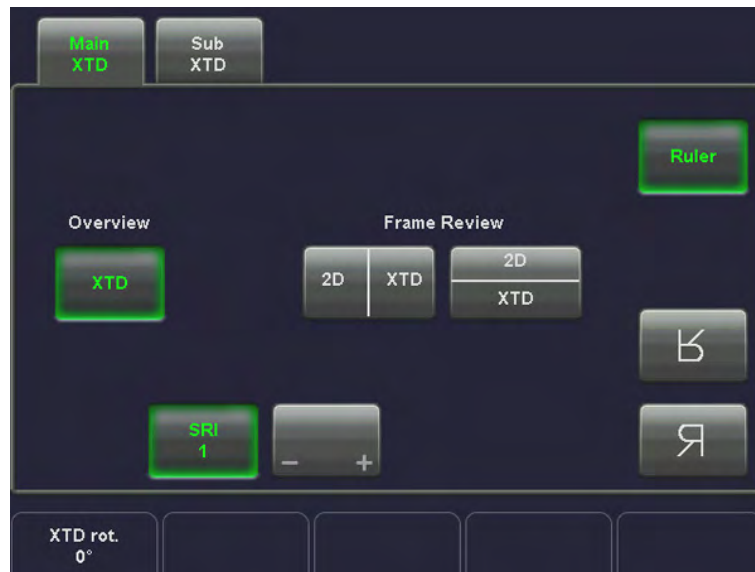 Main
XTD
Sub
XTD
Ruler
Overview
Frame Review
XTD
2D
XTD
2D
XTD
R
SRI
1
- +
Я
XTD rot.
0°